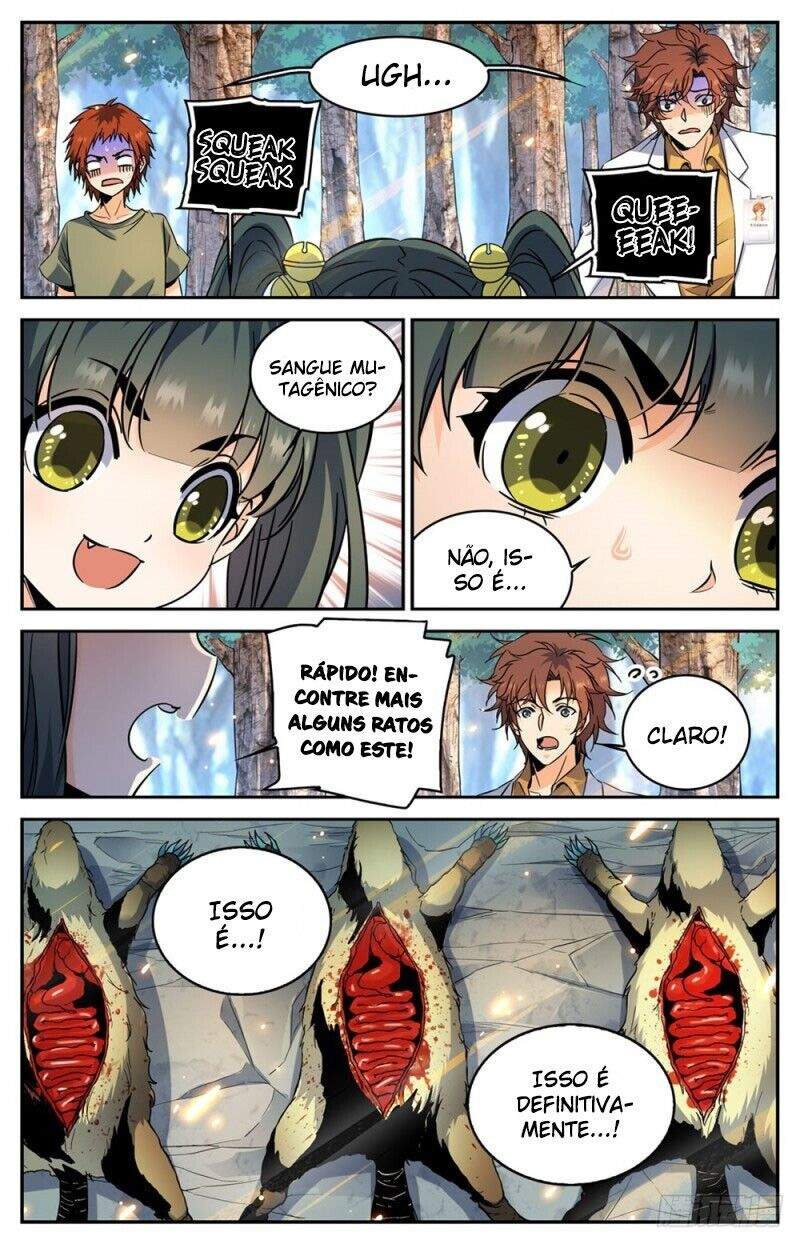 UGH...
SQUEAK
SQUEAK
QUEE-
EEAK!
SANGUE MU-
TAGÊNICO?
NÃO, IS-
SO É...
RÁPIDO! EN-
CONTRE MAIS
ALGUNS RATOS
COMO ESTE!
CLARO!
ISSO
É...!
ISSO É
DEFINITIVA-
MENTE...!